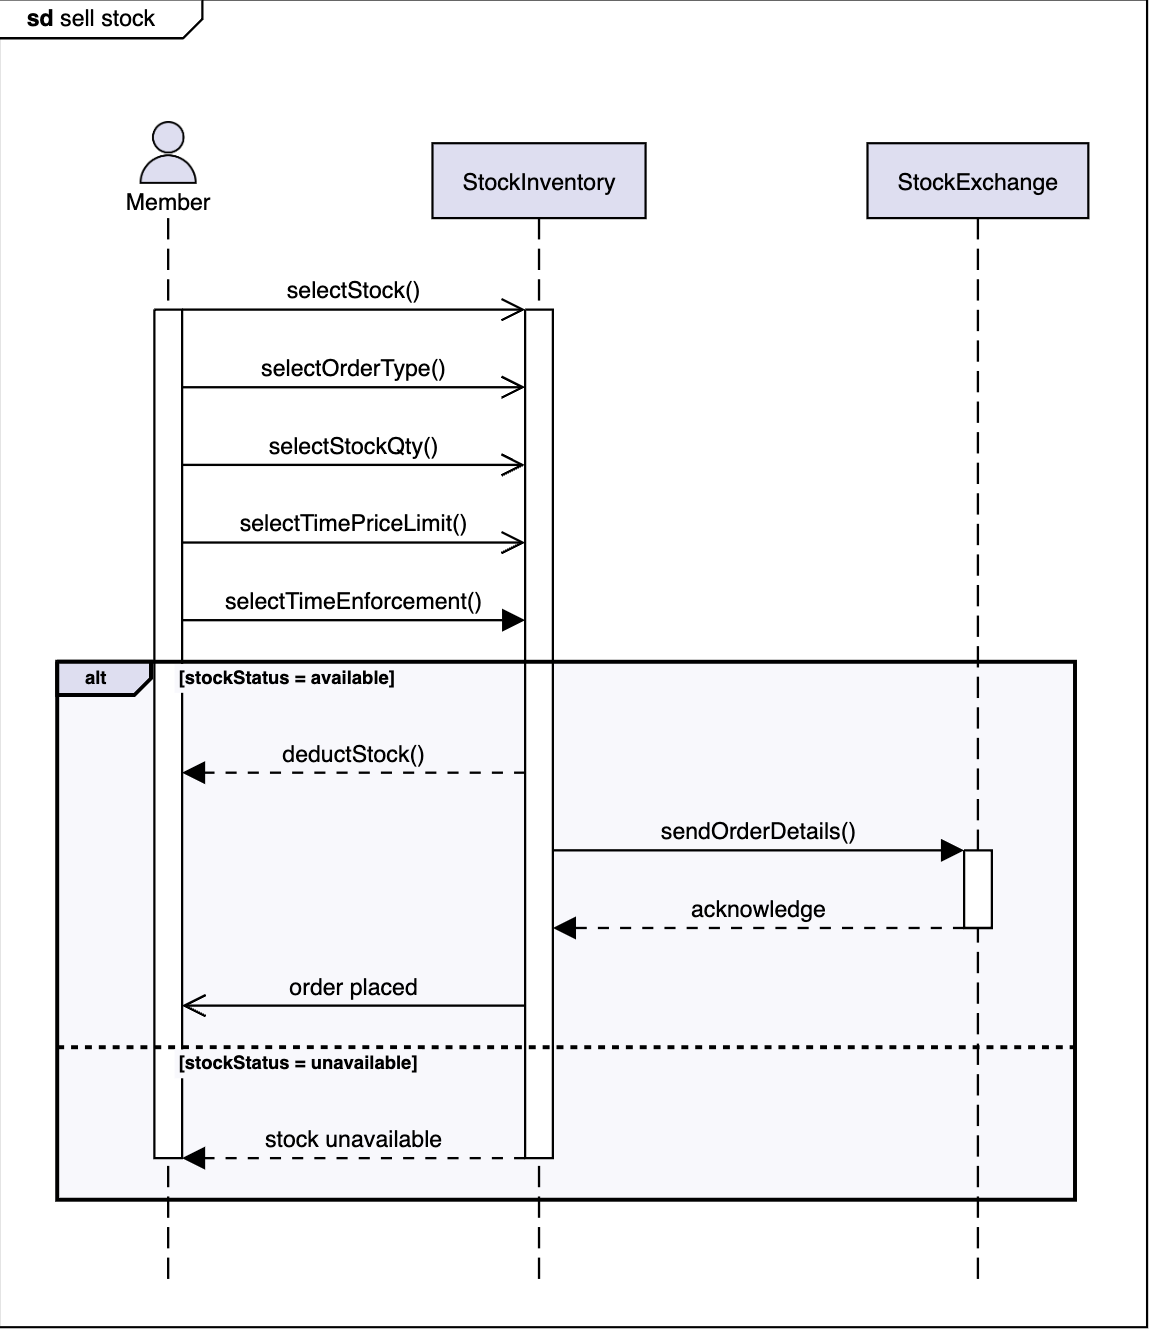 sd sell stock
Member
StockInventory
StockExchange
selectStock()
selectOrderType()
selectStockQty()
selectTimePriceLimit()
selectTimeEnforcement()
alt
[stockStatus = available]
deductStock()
sendOrderDetails()
acknowledge
order placed
[stockStatus = unavailable]
stock unavailable